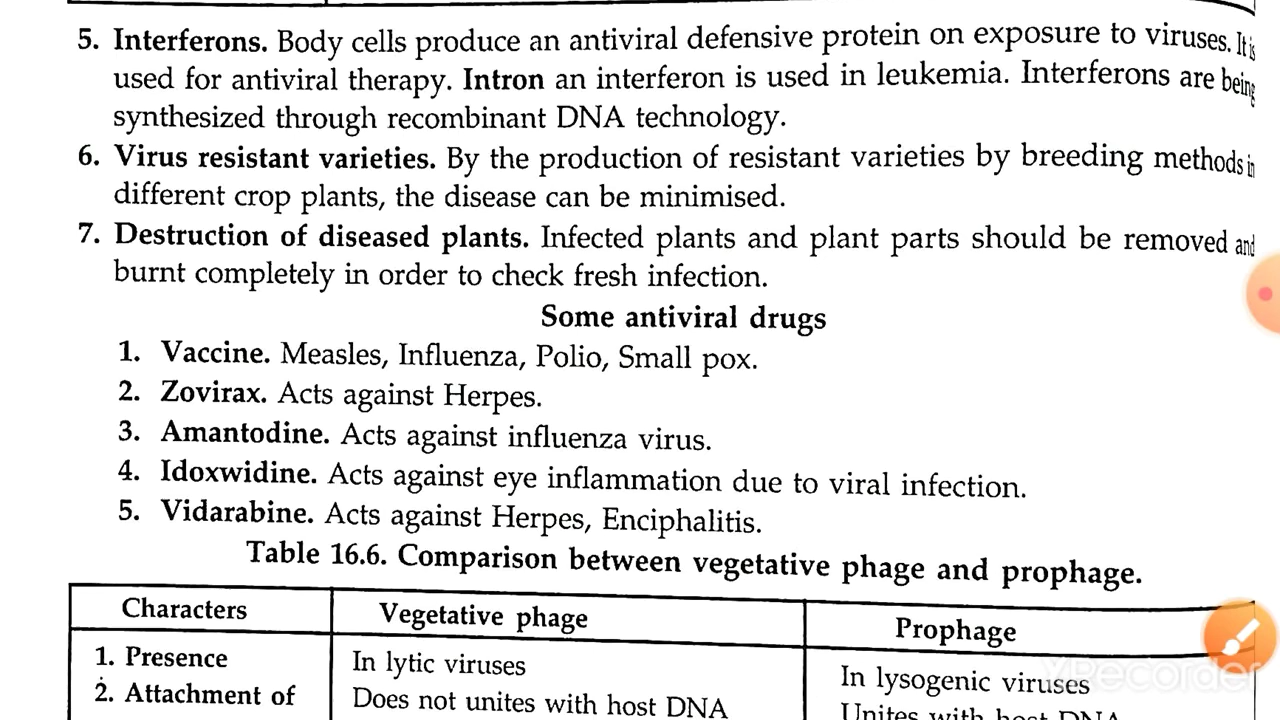 5. Interferons. Body cells produce an antiviral defensive protein on exposure to viruses. It is
used for antiviral therapy. Intron an interferon is used in leukemia. Interferons are being
synthesized through recombinant DNA technology.
6. Virus resistant varieties. By the production of resistant varieties by breeding methods in
different crop plants, the disease can be minimised.
7. Destruction of diseased plants. Infected plants and plant parts should be removed and
burnt completely in order to check fresh infection.
Some antiviral drugs
1. Vaccine. Measles, Influenza, Polio, Small pox.
2. Zovirax. Acts against Herpes.
3. Amantodine. Acts against influenza virus.
4. Idoxwidine. Acts against eye inflammation due to viral infection.
5. Vidarabine. Acts against Herpes, Enciphalitis.
Table 16.6. Comparison between vegetative phage and prophage.
Characters Vegetative phage Prophage
1. Presence In lytic viruses In lysogenic viruses
2. Attachment of Does not unites with host DNA Unites with host DNA
XRecorder